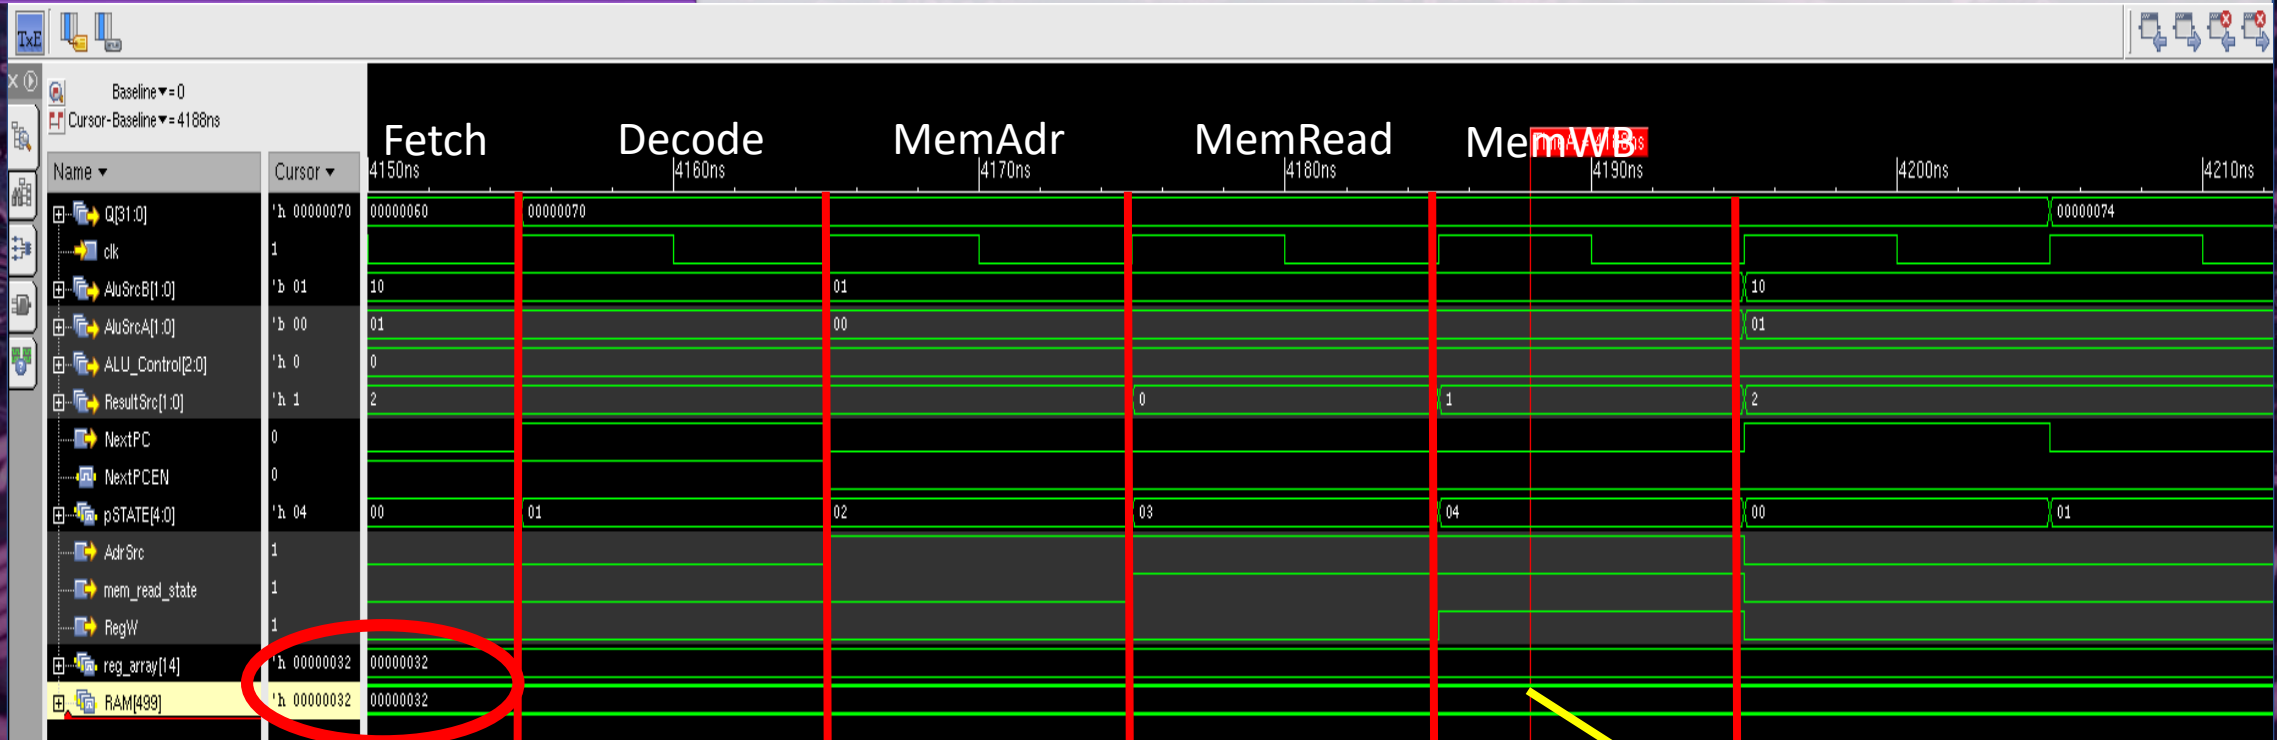 TxE
Baseline▼=0
Cursor-Baseline▼=4188ns
Fetch Decode MemAdr MemRead MemWB
Name▼ Cursor▼ 4150ns 4160ns 4170ns 4180ns 4190ns 4200ns 4210ns
Q[31:0] 'h 00000070 00000060 00000070 00000074
clk 1
AluSrcB[1:0] 'b 01 10 01 10
AluSrcA[1:0] 'b 00 01 00 01
ALU_Control[2:0] 'h 0 0
ResultSrc[1:0] 'h 1 2 0 1 2
NextPC 0
NextPCEN 0
pSTATE[4:0] 'h 04 00 01 02 03 04 00 01
AdrSrc 1
mem_read_state 1
RegW 1
reg_array[14] 'h 00000032 00000032
RAM[499] 'h 00000032 00000032